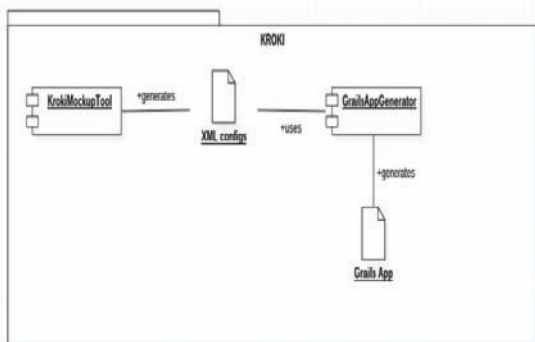 KROKI
KrokiMockupTool
+generates
XML configs
+uses
GrailsAppGenerator
+generates
Grails App